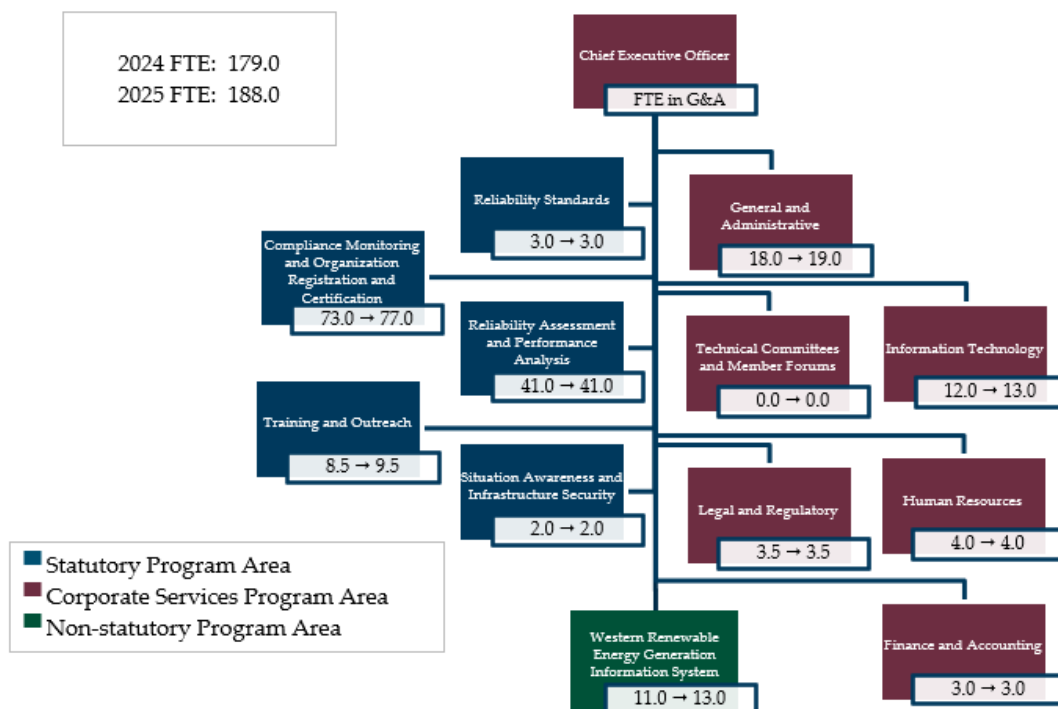 2024 FTE: 179.0
2025 FTE: 188.0
Chief Executive Officer
FTE in G&A
Reliability Standards
3.0 → 3.0
General and
Administrative
18.0 → 19.0
Compliance Monitoring
and Organization
Registration and
Certification
73.0 → 77.0
Reliability Assessment
and Performance
Analysis
41.0 → 41.0
Technical Committees
and Member Forums
0.0 → 0.0
Information Technology
12.0 → 13.0
Training and Outreach
8.5 → 9.5
Situation Awareness and
Infrastructure Security
2.0 → 2.0
Legal and Regulatory
3.5 → 3.5
Human Resources
4.0 → 4.0
Statutory Program Area
Corporate Services Program Area
Non-statutory Program Area
Western Renewable
Energy Generation
Information System
11.0 → 13.0
Finance and Accounting
3.0 → 3.0